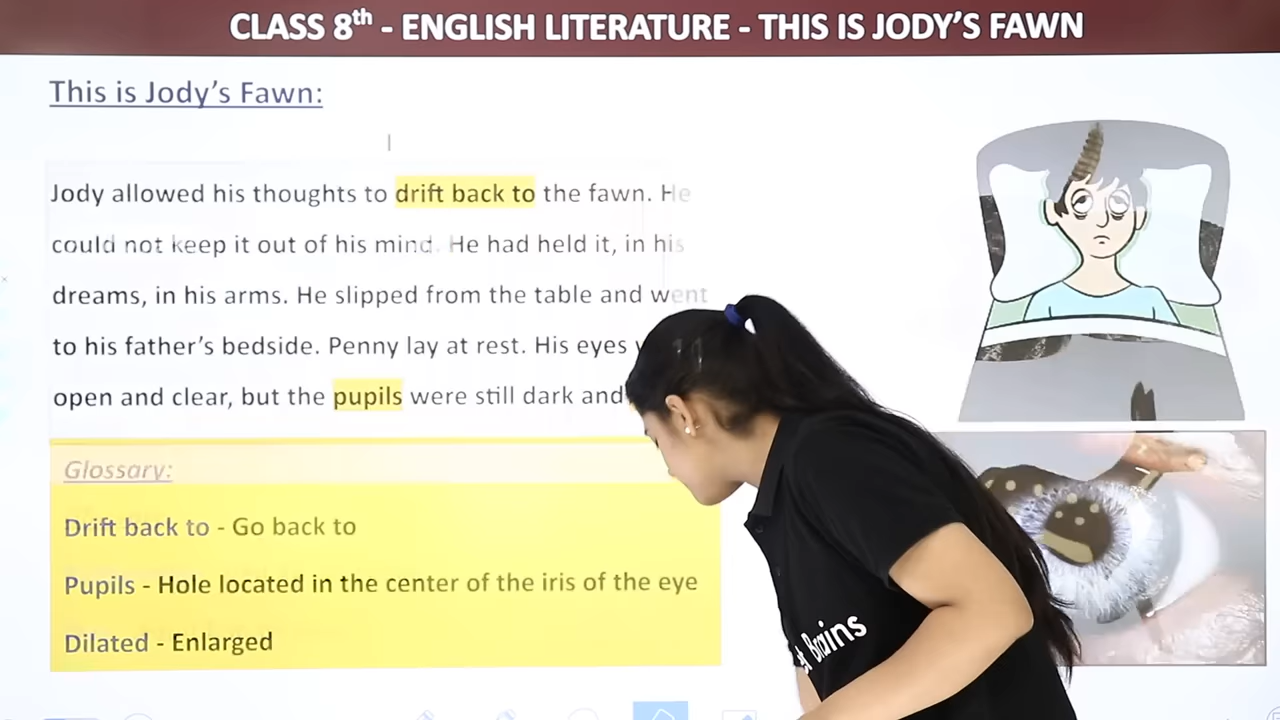 CLASS 8th - ENGLISH LITERATURE - THIS IS JODY'S FAWN
This is Jody's Fawn:
Jody allowed his thoughts to drift back to the fawn. He
could not keep it out of his mind. He had held it, in his
dreams, in his arms. He slipped from the table and went
to his father's bedside. Penny lay at rest. His eyes
open and clear, but the pupils were still dark and
Glossary:
Drift back to - Go back to
Pupils - Hole located in the center of the iris of the eye
Dilated - Enlarged
Brains